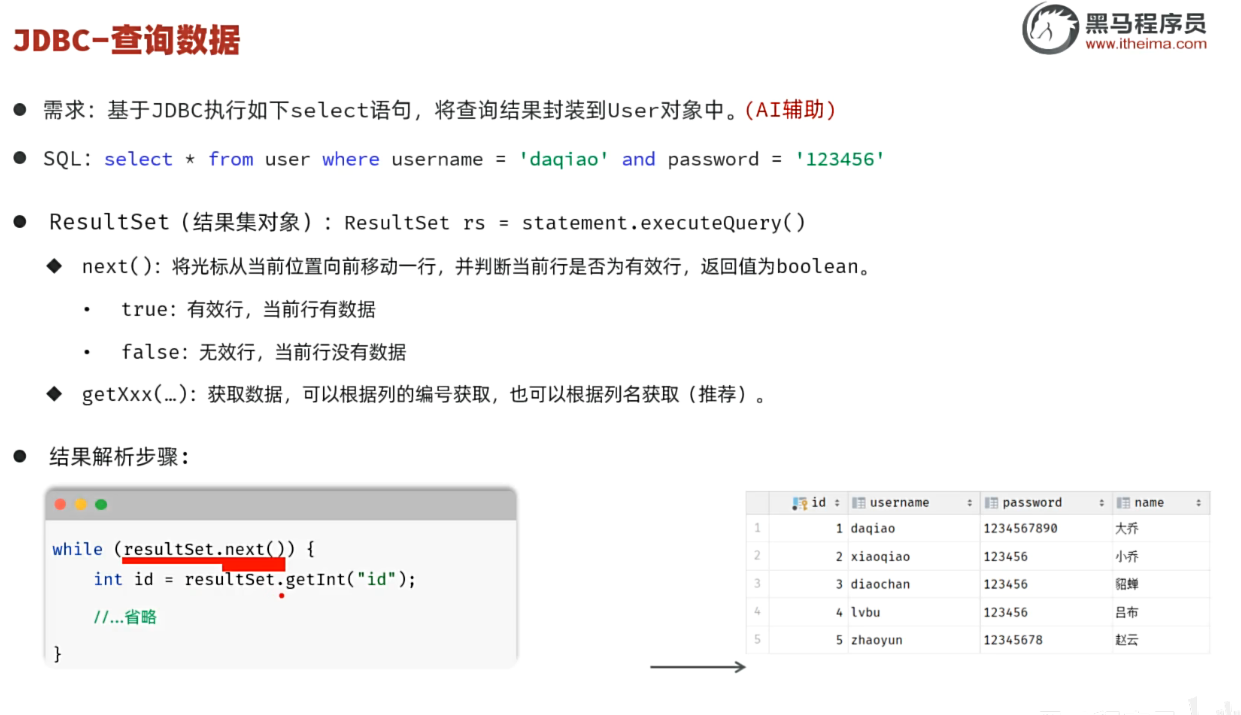 JDBC-查询数据
黑马程序员
www.itheima.com
● 需求：基于JDBC执行如下select语句，将查询结果封装到User对象中。(AI辅助)
● SQL：select * from user where username = 'daqiao' and password = '123456'
● ResultSet（结果集对象）：ResultSet rs = statement.executeQuery()
◆ next()：将光标从当前位置向前移动一行，并判断当前行是否为有效行，返回值为boolean。
• true：有效行，当前行有数据
• false：无效行，当前行没有数据
◆ getXxx(…)：获取数据，可以根据列的编号获取，也可以根据列名获取（推荐）。
● 结果解析步骤：
while (resultSet.next()) {
int id = resultSet.getInt("id");
//…省略
}
id username password name
1 1 daqiao 1234567890 大乔
2 2 xiaoqiao 123456 小乔
3 3 diaochan 123456 貂蝉
4 4 lvbu 123456 吕布
5 5 zhaoyun 12345678 赵云